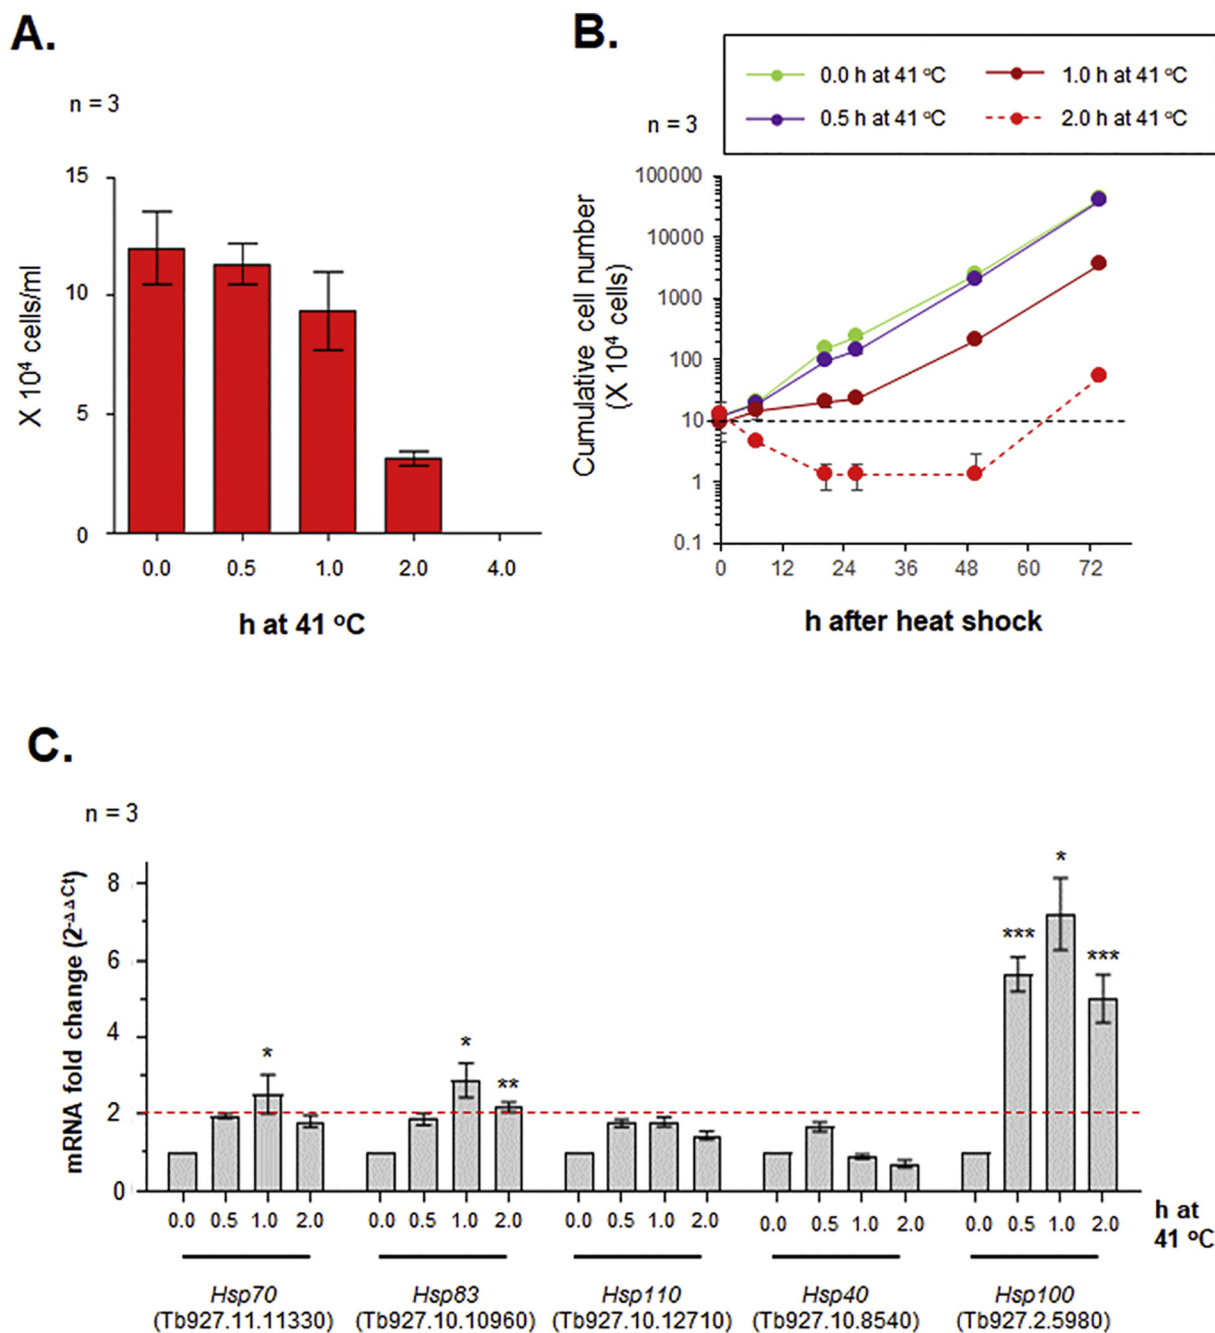 A.
n = 3
X 10⁴ cells/ml
15
10
5
0
0.0 0.5 1.0 2.0 4.0
h at 41 ºC
B.
0.0 h at 41 ºC 1.0 h at 41 ºC
0.5 h at 41 ºC 2.0 h at 41 ºC
n = 3
Cumulative cell number
(X 10⁴ cells)
100000
10000
1000
100
10
1
0.1
0 12 24 36 48 60 72
h after heat shock
C.
n = 3
mRNA fold change (2-ΔΔCt)
8
6
4
2
0
* * ** *** * ***
0.0 0.5 1.0 2.0 0.0 0.5 1.0 2.0 0.0 0.5 1.0 2.0 0.0 0.5 1.0 2.0 0.0 0.5 1.0 2.0
h at
41 ºC
Hsp70 Hsp83 Hsp110 Hsp40 Hsp100
(Tb927.11.11330) (Tb927.10.10960) (Tb927.10.12710) (Tb927.10.8540) (Tb927.2.5980)